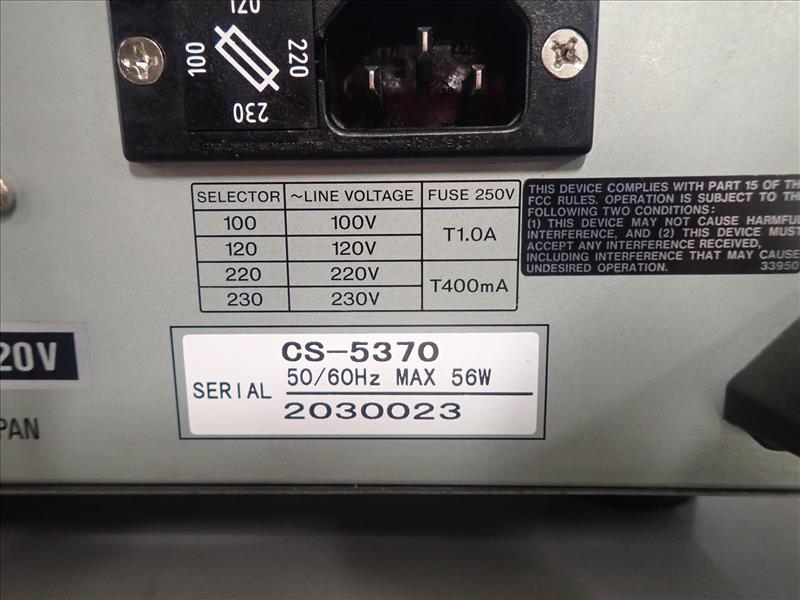 120
100
220
230
SELECTOR ~LINE VOLTAGE FUSE 250V
100 100V T1.0A
120 120V
220 220V T400mA
230 230V
THIS DEVICE COMPLIES WITH PART 15 OF TH
FCC RULES. OPERATION IS SUBJECT TO TH
FOLLOWING TWO CONDITIONS:
(1) THIS DEVICE MAY NOT CAUSE HARMFU
INTERFERENCE, AND (2) THIS DEVICE MUS
ACCEPT ANY INTERFERENCE RECEIVED,
INCLUDING INTERFERENCE THAT MAY CAUSE
UNDESIRED OPERATION. 33950
20V
PAN
CS-5370
50/60Hz MAX 56W
SERIAL
2030023